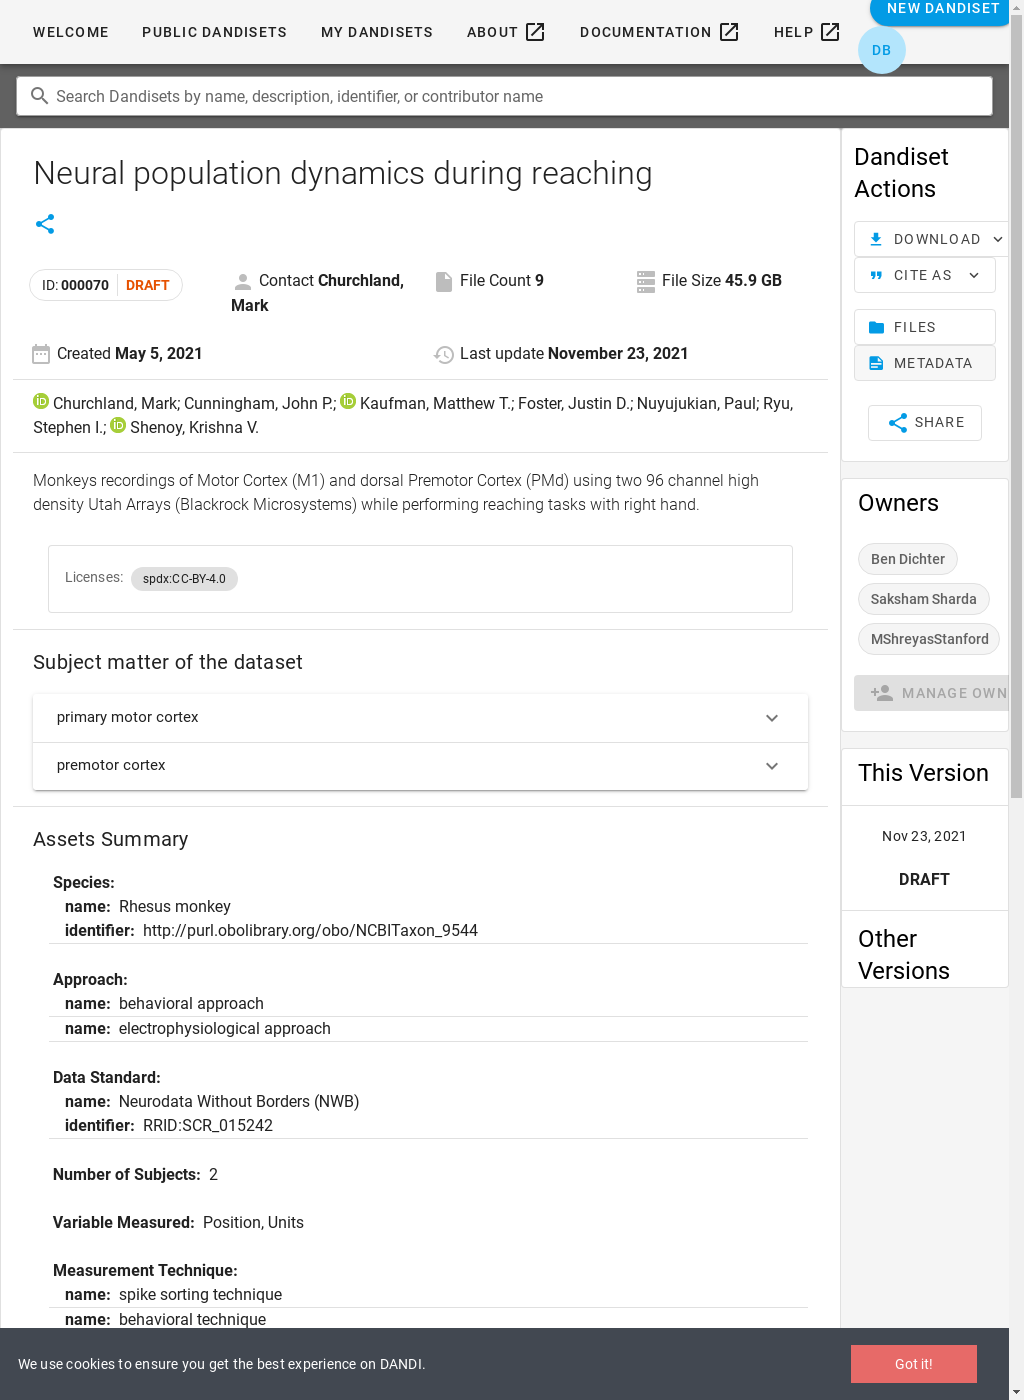 WELCOME PUBLIC DANDISETS MY DANDISETS ABOUT DOCUMENTATION HELP NEW DANDISET
DB
Search Dandisets by name, description, identifier, or contributor name
Neural population dynamics during reaching
ID: 000070 DRAFT
Contact Churchland, Mark
File Count 9
File Size 45.9 GB
Created May 5, 2021
Last update November 23, 2021
iD Churchland, Mark; Cunningham, John P.; iD Kaufman, Matthew T.; Foster, Justin D.; Nuyujukian, Paul; Ryu,
Stephen I.; iD Shenoy, Krishna V.
Monkeys recordings of Motor Cortex (M1) and dorsal Premotor Cortex (PMd) using two 96 channel high
density Utah Arrays (Blackrock Microsystems) while performing reaching tasks with right hand.
Licenses: spdx:CC-BY-4.0
Subject matter of the dataset
primary motor cortex
premotor cortex
Assets Summary
Species:
name: Rhesus monkey
identifier: http://purl.obolibrary.org/obo/NCBITaxon_9544
Approach:
name: behavioral approach
name: electrophysiological approach
Data Standard:
name: Neurodata Without Borders (NWB)
identifier: RRID:SCR_015242
Number of Subjects: 2
Variable Measured: Position, Units
Measurement Technique:
name: spike sorting technique
name: behavioral technique
Dandiset
Actions
DOWNLOAD
CITE AS
FILES
METADATA
SHARE
Owners
Ben Dichter
Saksham Sharda
MShreyasStanford
MANAGE OWN
This Version
Nov 23, 2021
DRAFT
Other
Versions
We use cookies to ensure you get the best experience on DANDI.
Got it!